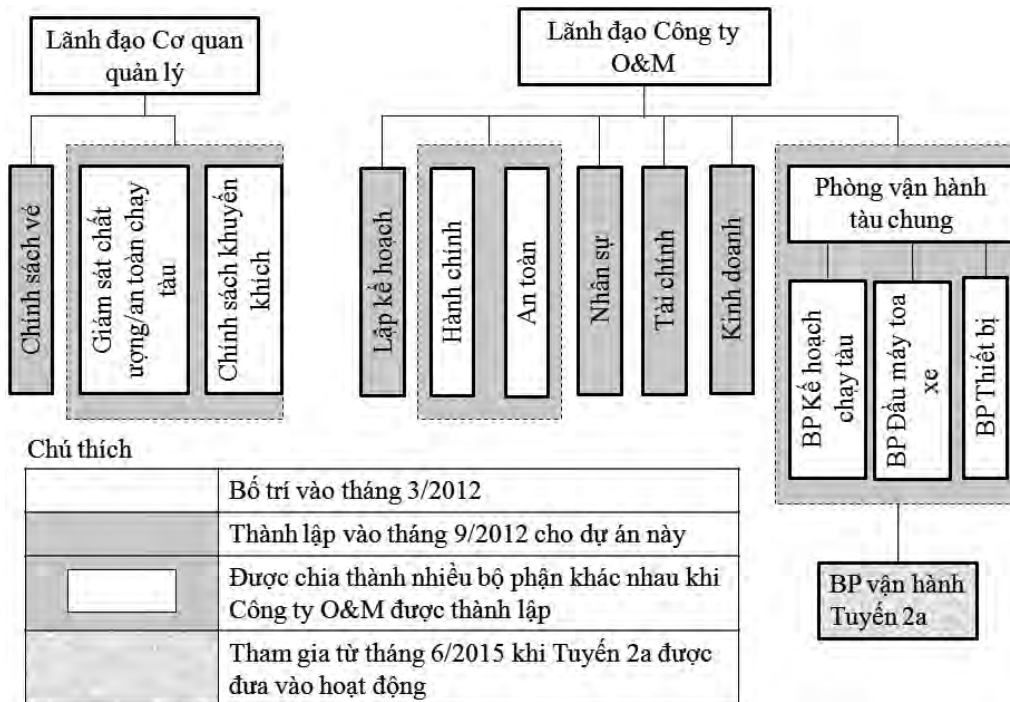 Lãnh đạo Cơ quan
quản lý
Lãnh đạo Công ty
O&M
Chính sách vé
Giám sát chất
ượng/an toàn chạy
tàu
Chính sách khuyến
khích
Lập kế hoạch
Hành chính
An toàn
Nhân sự
Tài chính
Kinh doanh
Phòng vận hành
tàu chung
BP Kế hoạch
chạy tàu
BP Đầu máy toa
xe
BP Thiết bị
BP vận hành
Tuyến 2a
Chú thích
Bố trí vào tháng 3/2012
Thành lập vào tháng 9/2012 cho dự án này
Được chia thành nhiều bộ phận khác nhau khi
Công ty O&M được thành lập
Tham gia từ tháng 6/2015 khi Tuyến 2a được
đưa vào hoạt động